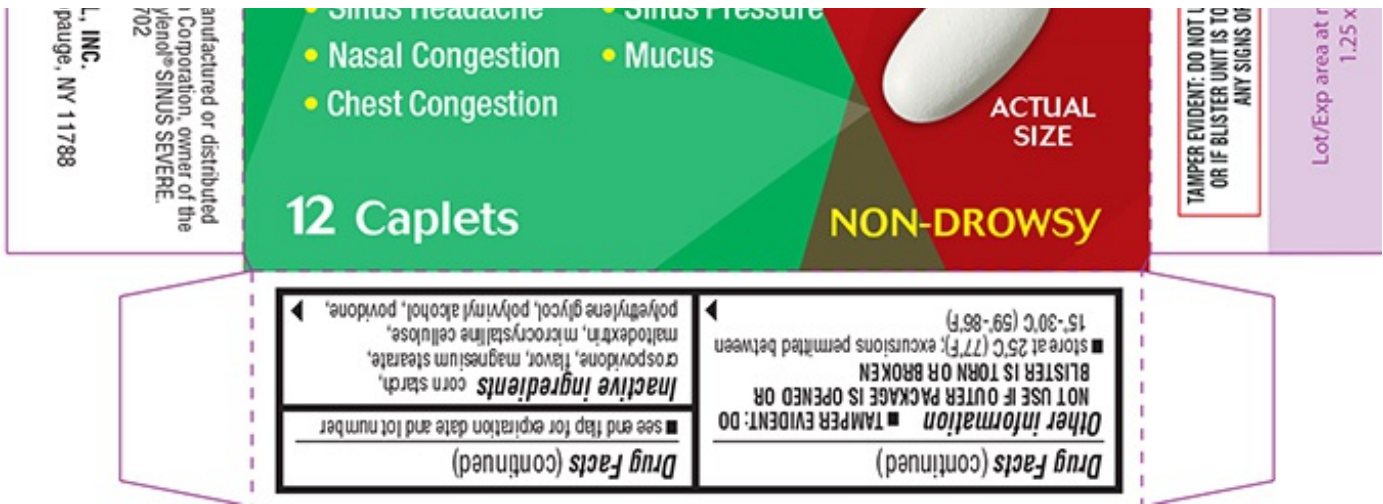 anufactured or distributed
Corporation, owner of the
ylenol® SINUS SEVERE.
702
L, INC.
pauge, NY 11788
• Sinus Headache
• Sinus Pressure
• Nasal Congestion
• Mucus
• Chest Congestion
ACTUAL
SIZE
12 Caplets
NON-DROWSY
TAMPER EVIDENT: DO NOT U
OR IF BLISTER UNIT IS TO
ANY SIGNS OF
Lot/Exp area at
1.25 x
Drug Facts (continued)
Other information ■ TAMPER EVIDENT: DO
NOT USE IF OUTER PACKAGE IS OPENED OR
BLISTER IS TORN OR BROKEN
■ store at 25°C (77°F); excursions permitted between
15°-30°C (59°-86°F)
Drug Facts (continued)
■ see end flap for expiration date and lot number
Inactive ingredients corn starch,
crospovidone, flavor, magnesium stearate,
maltodextrin, microcrystalline cellulose,
polyethylene glycol, polyvinyl alcohol, povidone,